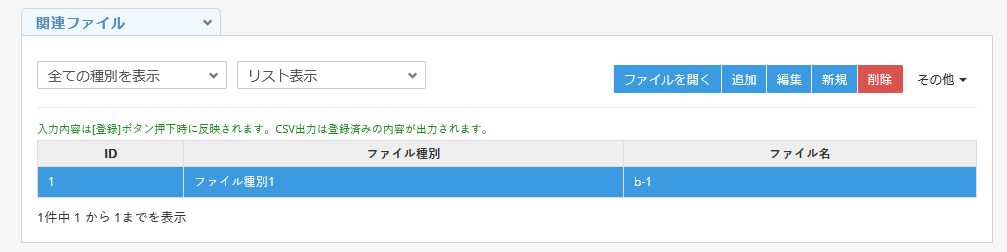 関連ファイル
全ての種別を表示 リスト表示 ファイルを開く 追加 編集 新規 削除 その他
入力内容は[登録]ボタン押下時に反映されます。CSV出力は登録済みの内容が出力されます。
ID ファイル種別 ファイル名
1 ファイル種別1 b-1
1件中 1 から 1までを表示